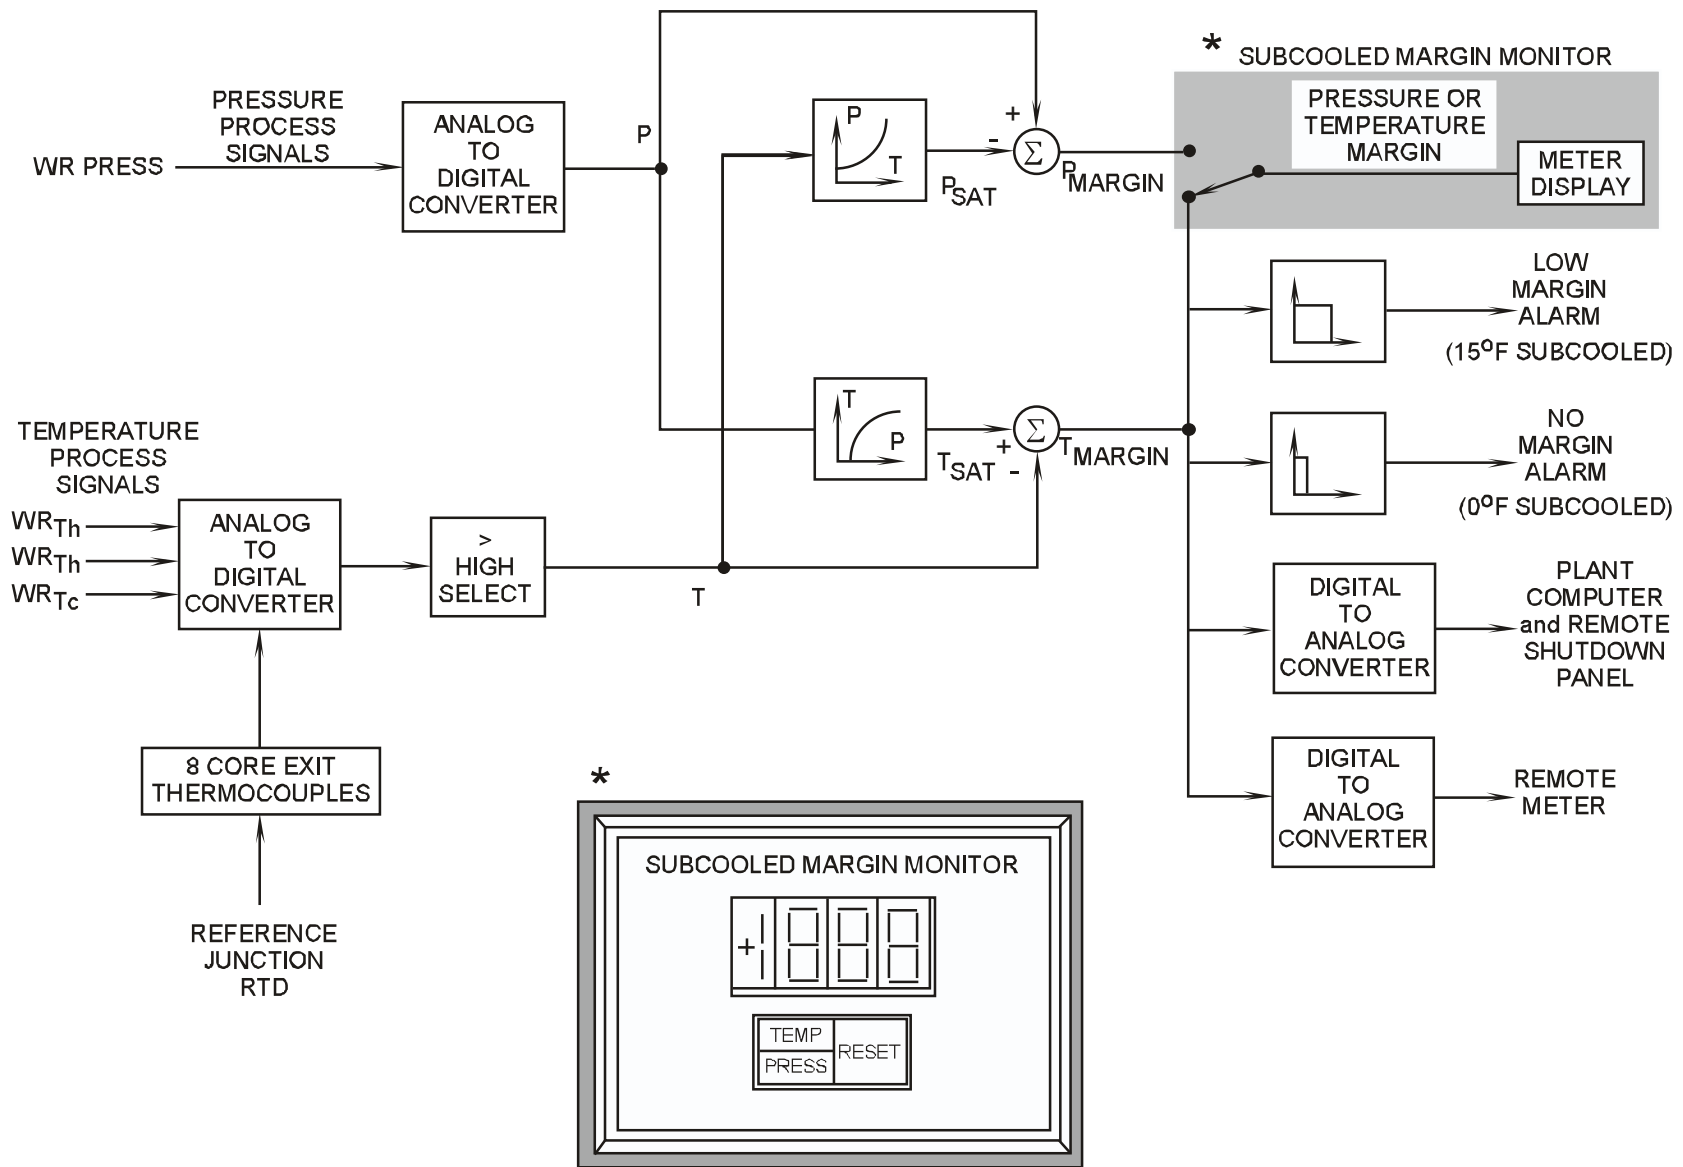 * SUBCOOLED MARGIN MONITOR
PRESSURE OR
TEMPERATURE
MARGIN
METER
DISPLAY
PRESSURE
PROCESS
SIGNALS
WR PRESS
ANALOG
TO
DIGITAL
CONVERTER
P
P
T
+
-
Σ
PSAT
PMARGIN
LOW
MARGIN
ALARM
(15ºF SUBCOOLED)
T
P
TSAT
+
-
Σ
TMARGIN
NO
MARGIN
ALARM
(0ºF SUBCOOLED)
TEMPERATURE
PROCESS
SIGNALS
WRTh
WRTh
WRTc
ANALOG
TO
DIGITAL
CONVERTER
>
HIGH
SELECT
T
DIGITAL
TO
ANALOG
CONVERTER
PLANT
COMPUTER
and REMOTE
SHUTDOWN
PANEL
8 CORE EXIT
THERMOCOUPLES
REFERENCE
JUNCTION
RTD
DIGITAL
TO
ANALOG
CONVERTER
REMOTE
METER
*
SUBCOOLED MARGIN MONITOR
+1888
TEMP
PRESS
RESET